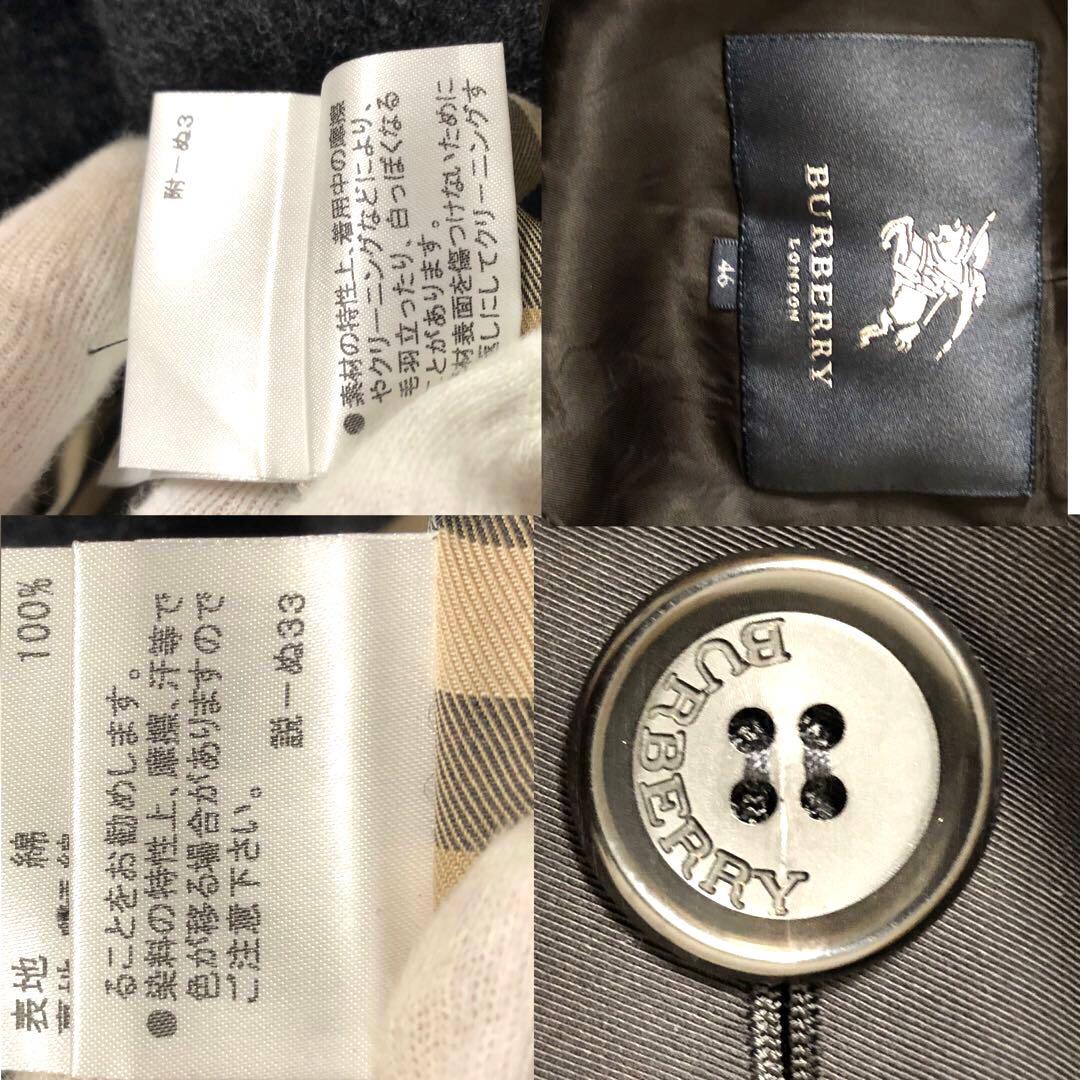 附-ぬ3
●素材の特性上、着用中の摩擦
やクリーニングなどにより、
毛羽立ったり、白っぽくなる
ことがあります。
材表面を傷つけないために
しにしてクリーニングす
BURBERRY
LONDON
46
表地 綿 100%
ることをお勧めします。
●染料の特性上、摩擦、汗等で
色が移る場合がありますので
ご注意下さい。
説-ぬ33
BURBERRY